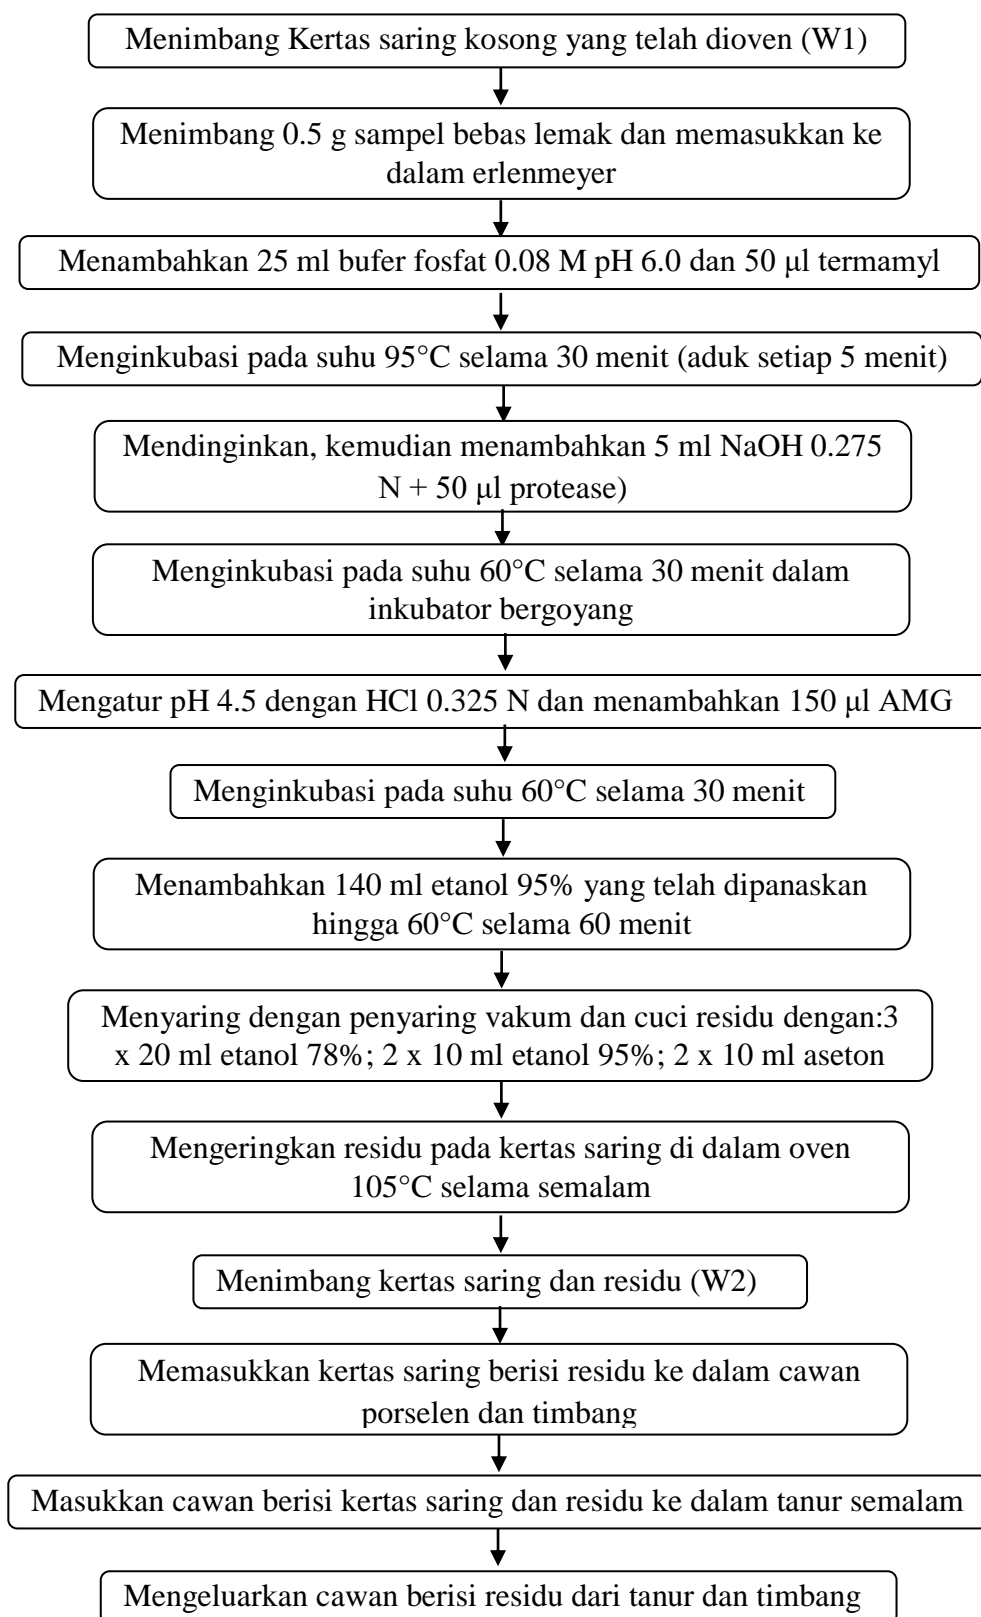 Menimbang Kertas saring kosong yang telah dioven (W1)
Menimbang 0.5 g sampel bebas lemak dan memasukkan ke
dalam erlenmeyer
Menambahkan 25 ml bufer fosfat 0.08 M pH 6.0 dan 50 μl termamyl
Menginkubasi pada suhu 95°C selama 30 menit (aduk setiap 5 menit)
Mendinginkan, kemudian menambahkan 5 ml NaOH 0.275
N + 50 μl protease)
Menginkubasi pada suhu 60°C selama 30 menit dalam
inkubator bergoyang
Mengatur pH 4.5 dengan HCl 0.325 N dan menambahkan 150 μl AMG
Menginkubasi pada suhu 60°C selama 30 menit
Menambahkan 140 ml etanol 95% yang telah dipanaskan
hingga 60°C selama 60 menit
Menyaring dengan penyaring vakum dan cuci residu dengan:3
x 20 ml etanol 78%; 2 x 10 ml etanol 95%; 2 x 10 ml aseton
Mengeringkan residu pada kertas saring di dalam oven
105°C selama semalam
Menimbang kertas saring dan residu (W2)
Memasukkan kertas saring berisi residu ke dalam cawan
porselen dan timbang
Masukkan cawan berisi kertas saring dan residu ke dalam tanur semalam
Mengeluarkan cawan berisi residu dari tanur dan timbang